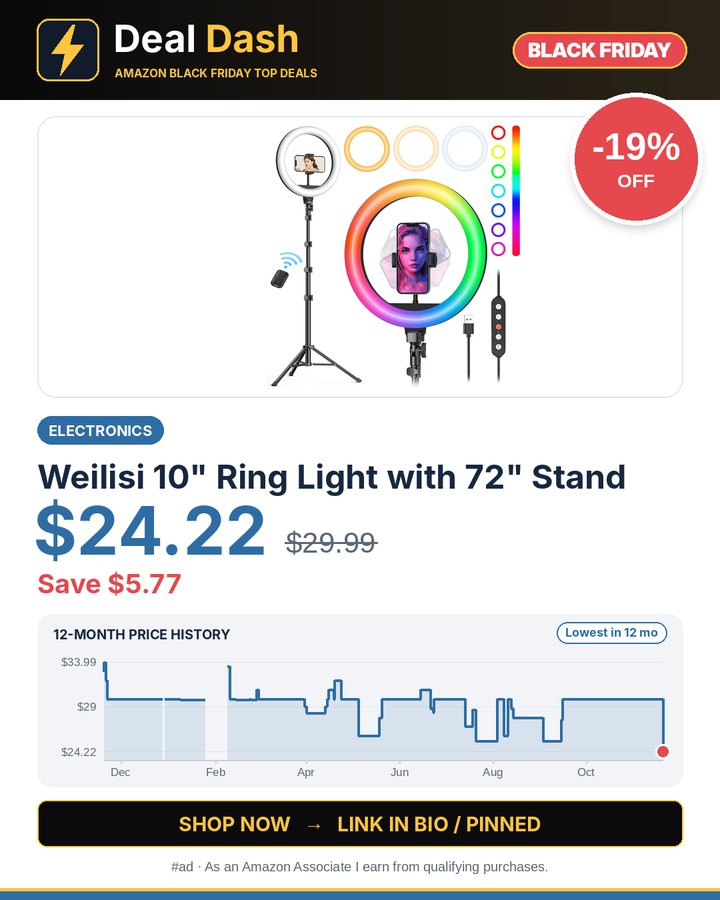 Deal Dash
AMAZON BLACK FRIDAY TOP DEALS
BLACK FRIDAY
-19%
OFF
ELECTRONICS
Weilisi 10" Ring Light with 72" Stand
$24.22 $29.99
Save $5.77
12-MONTH PRICE HISTORY
Lowest in 12 mo
$33.99
$29
$24.22
Dec Feb Apr Jun Aug Oct
SHOP NOW → LINK IN BIO / PINNED
#ad · As an Amazon Associate I earn from qualifying purchases.